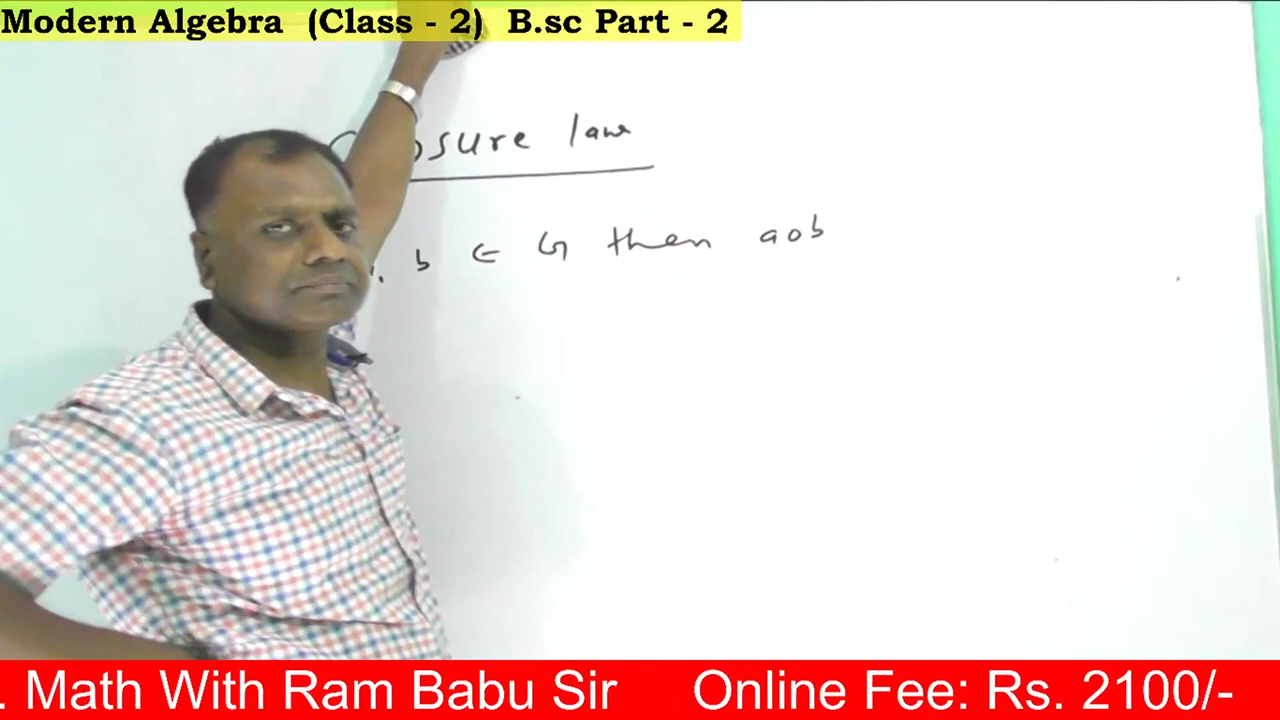 Modern Algebra (Class - 2) B.sc Part - 2
osure law
b ∈ G then aob
. Math With Ram Babu Sir Online Fee: Rs. 2100/-